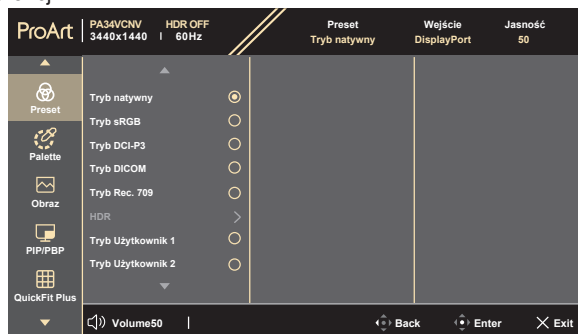 ProArt
PA34VCNV HDR OFF
3440x1440 | 60Hz
Preset
Tryb natywny
Wejście
DisplayPort
Jasność
50
Preset
Palette
Obraz
PIP/PBP
QuickFit Plus
Tryb natywny
Tryb sRGB
Tryb DCI-P3
Tryb DICOM
Tryb Rec. 709
HDR
Tryb Użytkownik 1
Tryb Użytkownik 2
Volume50 |
Back
Enter
Exit